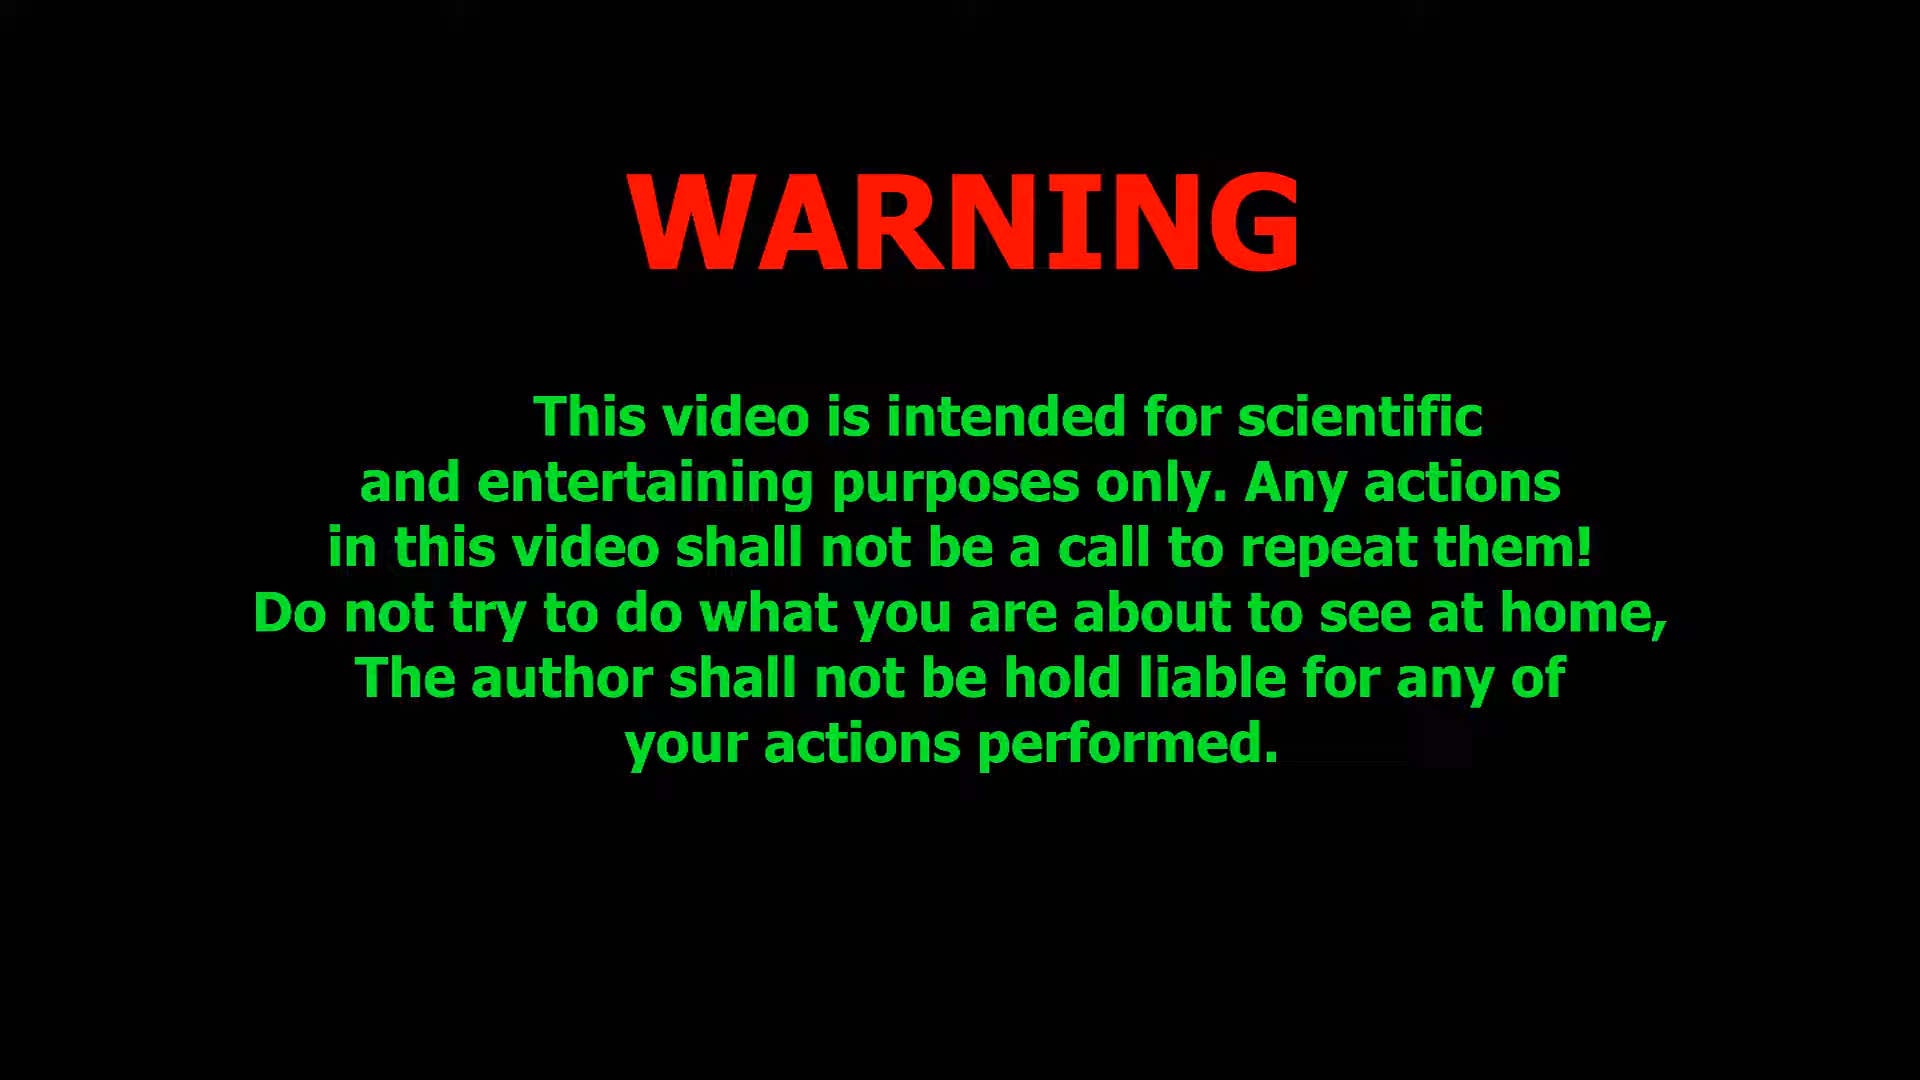 WARNING
This video is intended for scientific
and entertaining purposes only. Any actions
in this video shall not be a call to repeat them!
Do not try to do what you are about to see at home,
The author shall not be hold liable for any of
your actions performed.